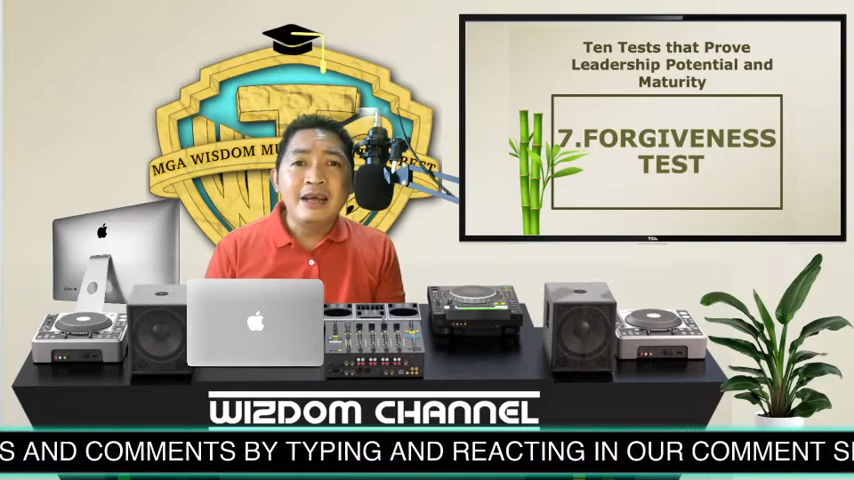 Ten Tests that Prove
Leadership Potential and
Maturity
7.FORGIVENESS
TEST
MGA WISDOM
TCL
WIZDOM CHANNEL
AND COMMENTS BY TYPING AND REACTING IN OUR COMMENT